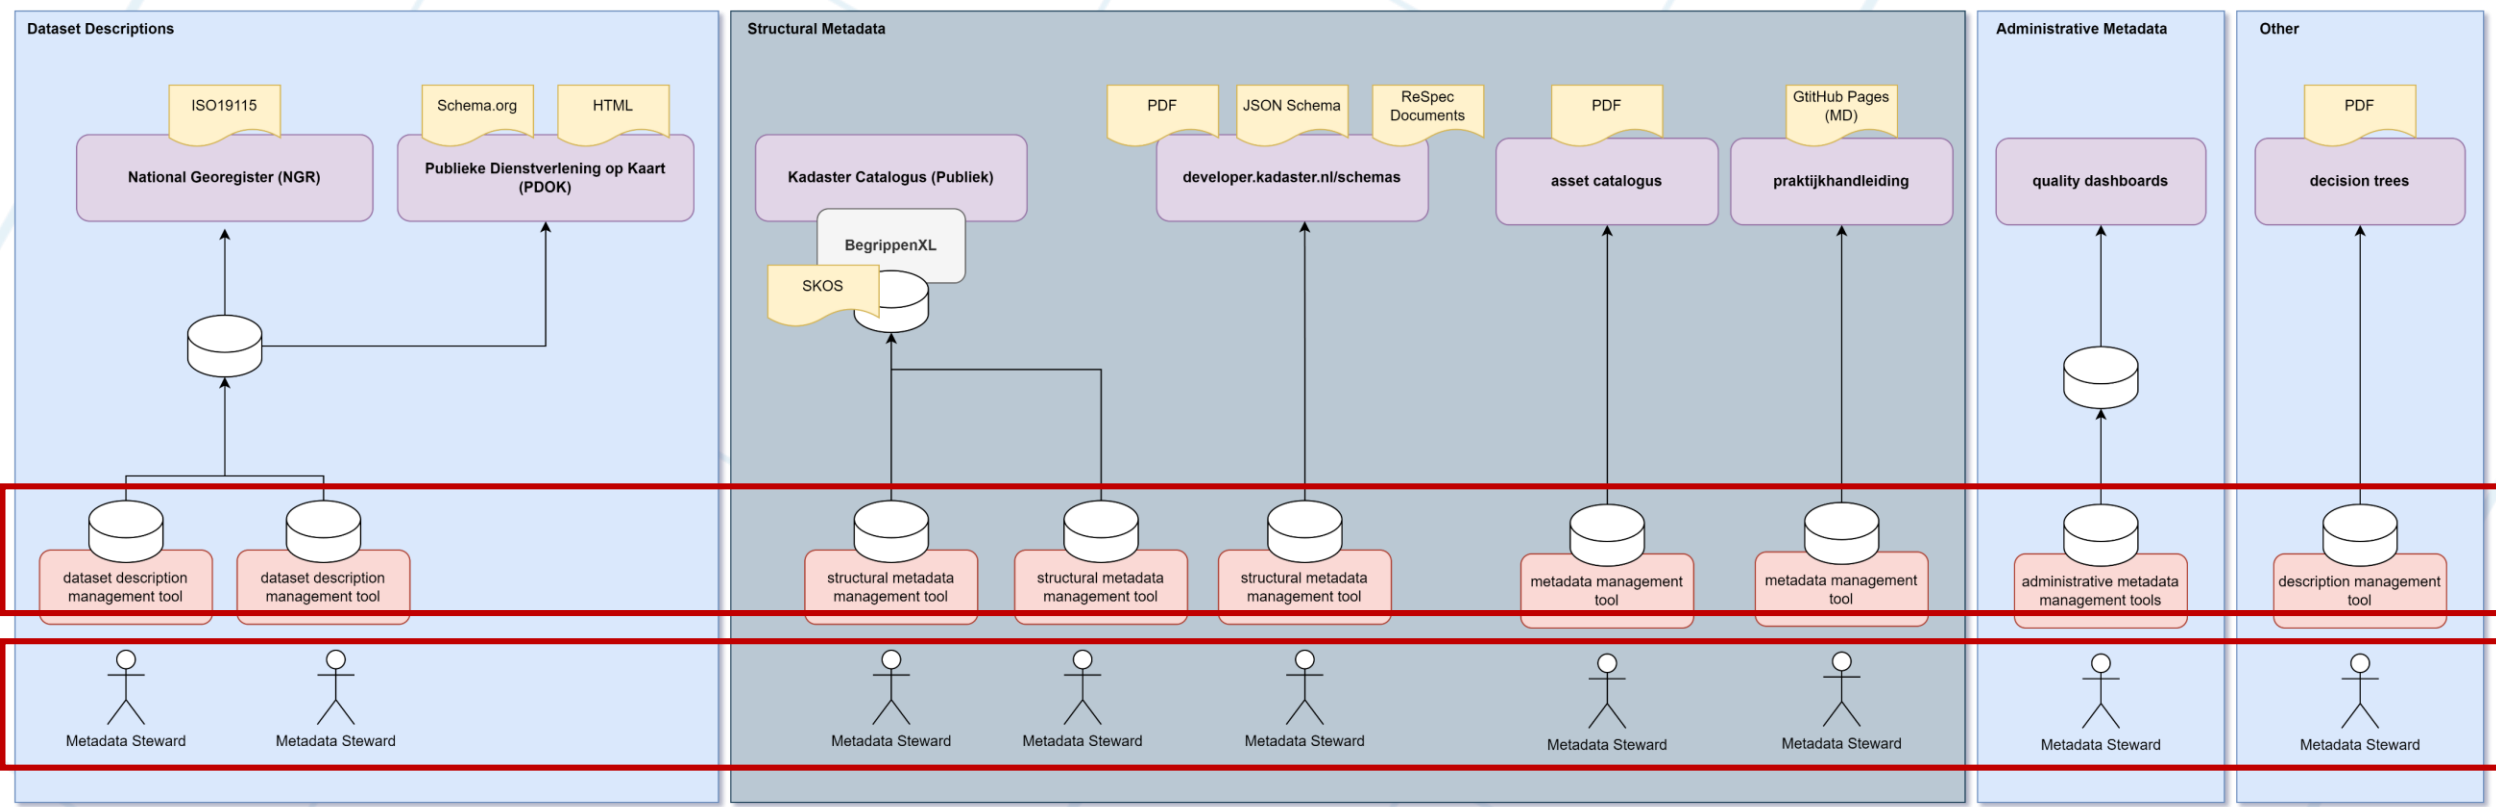 Dataset Descriptions
Structural Metadata
Administrative Metadata
Other
ISO19115
Schema.org
HTML
PDF
JSON Schema
ReSpec
Documents
PDF
GtitHub Pages
(MD)
PDF
National Georegister (NGR)
Publieke Dienstverlening op Kaart
(PDOK)
Kadaster Catalogus (Publiek)
developer.kadaster.nl/schemas
asset catalogus
praktijkhandleiding
quality dashboards
decision trees
BegrippenXL
SKOS
dataset description
management tool
dataset description
management tool
structural metadata
management tool
structural metadata
management tool
structural metadata
management tool
metadata management
tool
metadata management
tool
administrative metadata
management tools
description management
tool
Metadata Steward
Metadata Steward
Metadata Steward
Metadata Steward
Metadata Steward
Metadata Steward
Metadata Steward
Metadata Steward
Metadata Steward